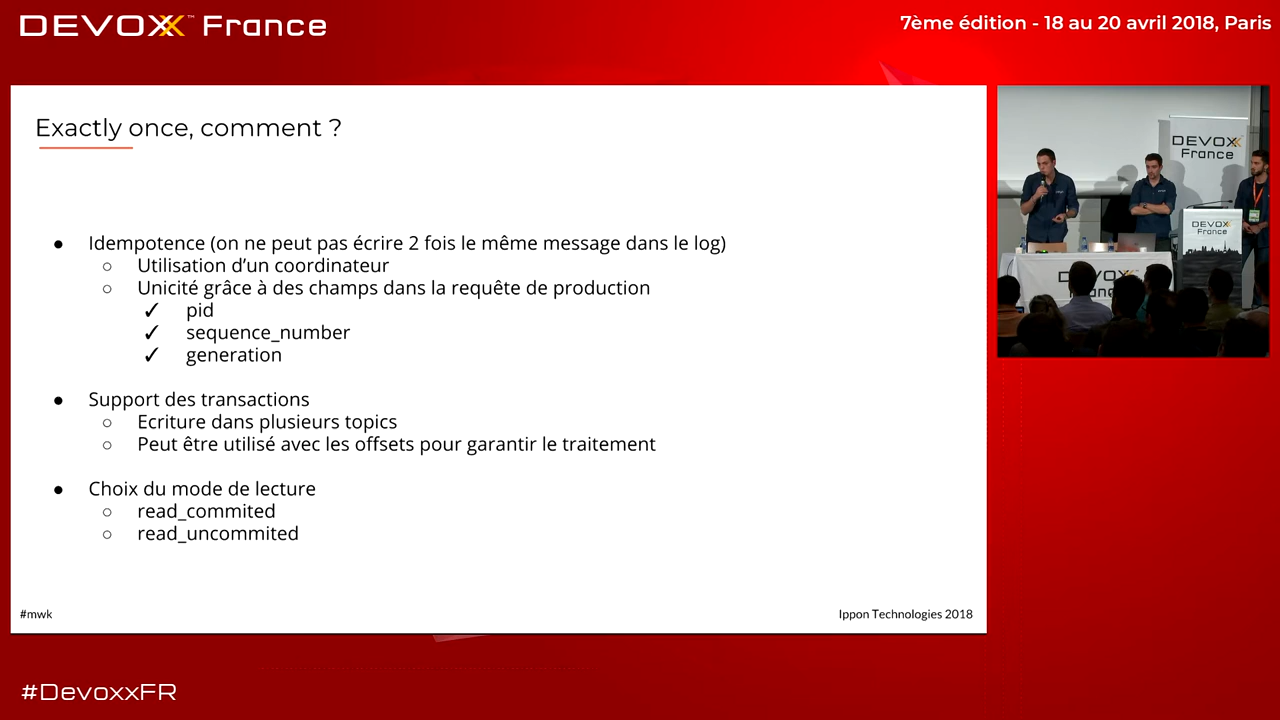 DEVOXX™ France
7ème édition - 18 au 20 avril 2018, Paris
Exactly once, comment ?
● Idempotence (on ne peut pas écrire 2 fois le même message dans le log)
○ Utilisation d’un coordinateur
○ Unicité grâce à des champs dans la requête de production
✓ pid
✓ sequence_number
✓ generation
● Support des transactions
○ Ecriture dans plusieurs topics
○ Peut être utilisé avec les offsets pour garantir le traitement
● Choix du mode de lecture
○ read_commited
○ read_uncommited
#mwk
Ippon Technologies 2018
DEVOXX
France
DEVOXX
France
DEVOXX
#DevoxxFR